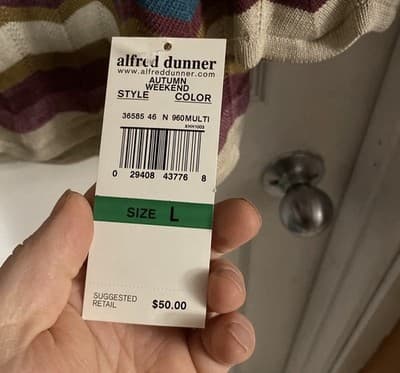 alfred dunner
www.alfreddunner.com
AUTUMN
WEEKEND
STYLE COLOR
36585 46 N 960MULTI
XHH1003
0 29408 43776 8
SIZE L
SUGGESTED
RETAIL $50.00